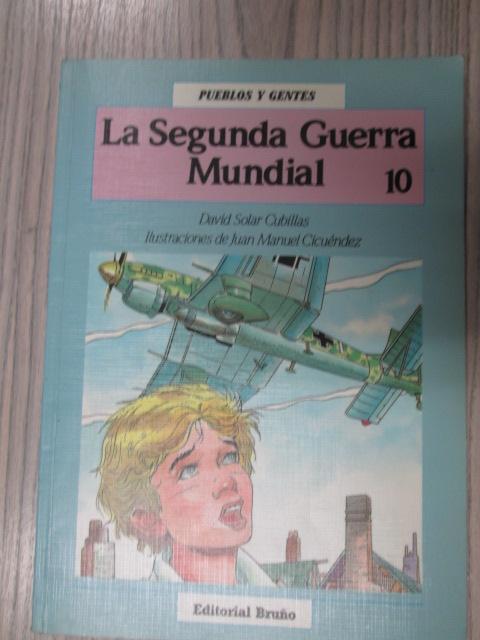 PUEBLOS Y GENTES
La Segunda Guerra
Mundial 10
David Solar Cubillas
Ilustraciones de Juan Manuel Cicuéndez
Editorial Bruño